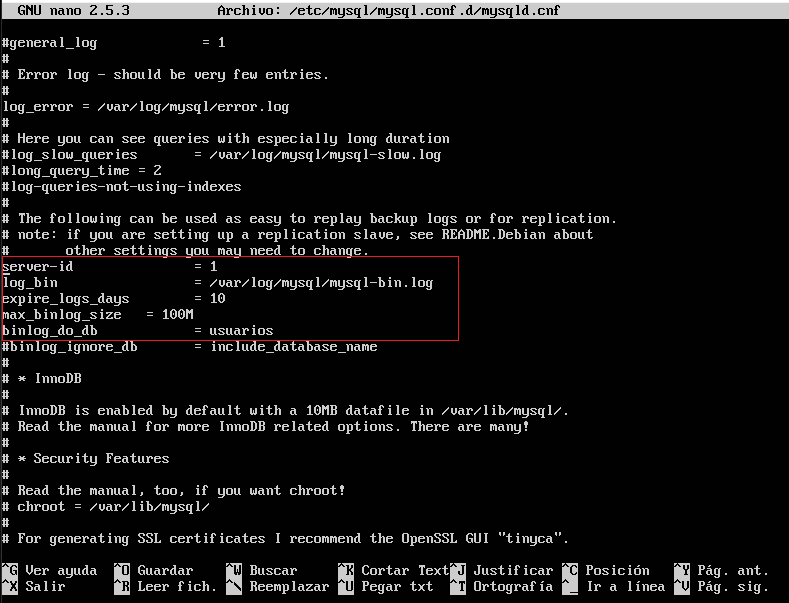 GNU nano 2.5.3 Archivo: /etc/mysql/mysql.conf.d/mysqld.cnf
#general_log = 1
#
# Error log - should be very few entries.
#
log_error = /var/log/mysql/error.log
#
# Here you can see queries with especially long duration
#log_slow_queries = /var/log/mysql/mysql-slow.log
#long_query_time = 2
#log-queries-not-using-indexes
#
# The following can be used as easy to replay backup logs or for replication.
# note: if you are setting up a replication slave, see README.Debian about
# other settings you may need to change.
server-id = 1
log_bin = /var/log/mysql/mysql-bin.log
expire_logs_days = 10
max_binlog_size = 100M
binlog_do_db = usuarios
#binlog_ignore_db = include_database_name
#
# * InnoDB
#
# InnoDB is enabled by default with a 10MB datafile in /var/lib/mysql/.
# Read the manual for more InnoDB related options. There are many!
#
# * Security Features
#
# Read the manual, too, if you want chroot!
# chroot = /var/lib/mysql/
#
# For generating SSL certificates I recommend the OpenSSL GUI "tinyca".
^G Ver ayuda ^O Guardar ^W Buscar ^K Cortar Text ^J Justificar ^C Posición ^Y Pág. ant.
^X Salir ^R Leer fich. ^\ Reemplazar ^U Pegar txt ^T Ortografía ^_ Ir a línea ^V Pág. sig.